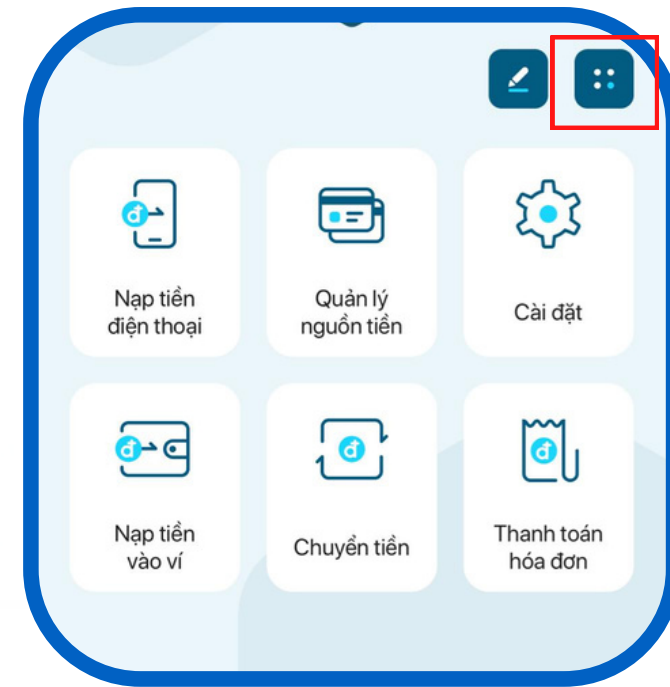 Nạp tiền
điện thoại
Quản lý
nguồn tiền
Cài đặt
Nạp tiền
vào ví
Chuyển tiền
Thanh toán
hóa đơn